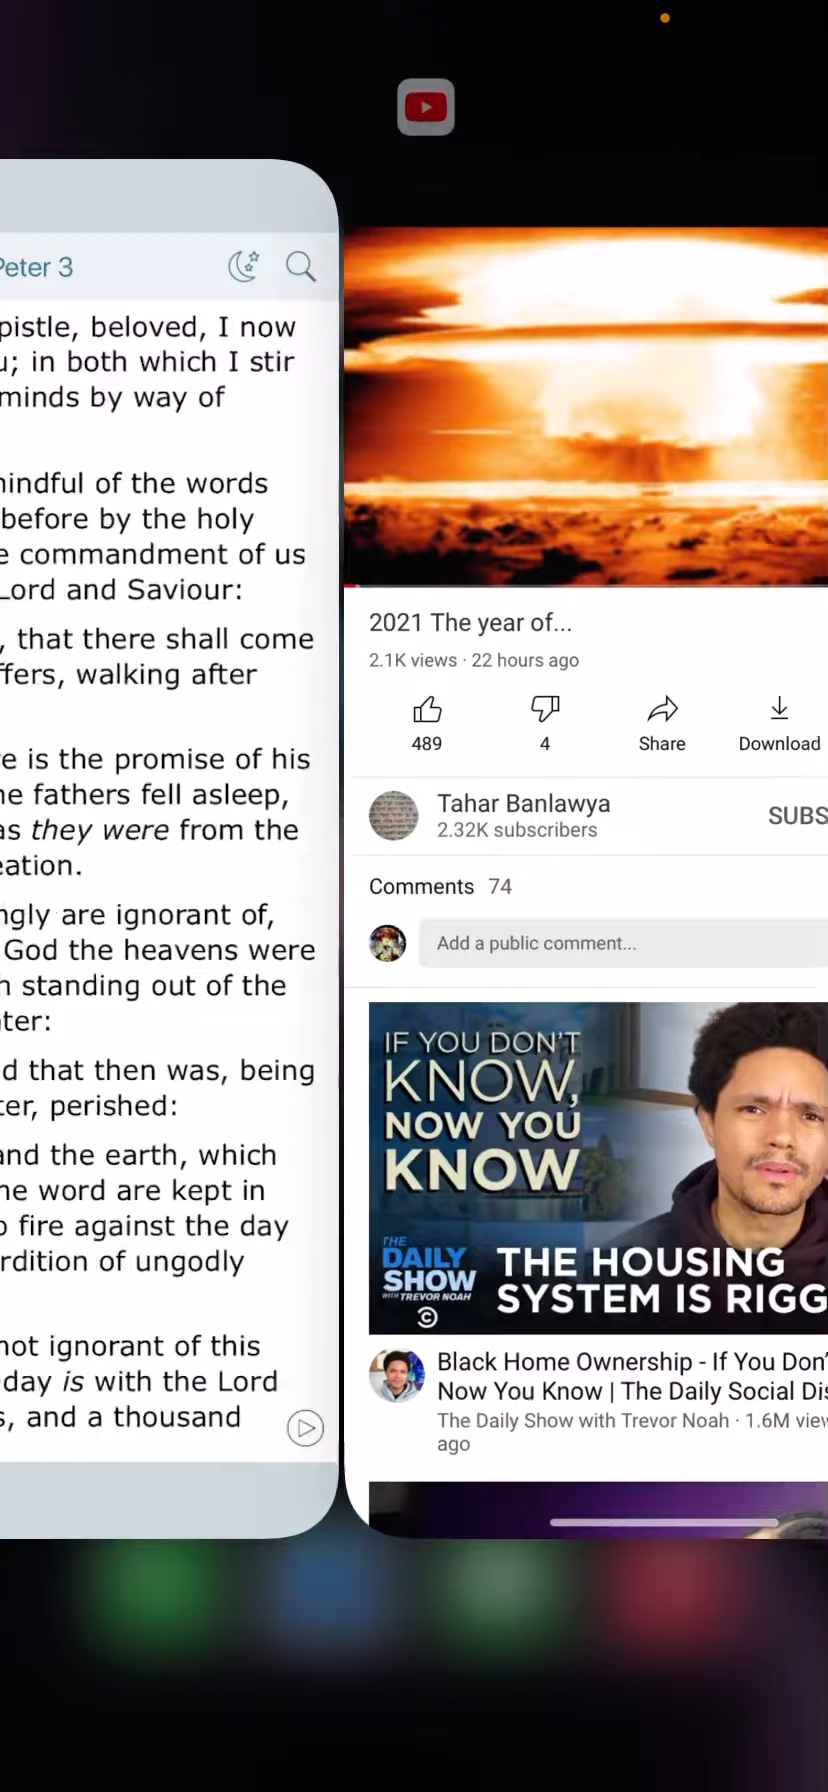 Peter 3
pistle, beloved, I now
u; in both which I stir
minds by way of
mindful of the words
before by the holy
e commandment of us
Lord and Saviour:
, that there shall come
ffers, walking after
re is the promise of his
he fathers fell asleep,
as they were from the
eation.
ngly are ignorant of,
God the heavens were
h standing out of the
ter:
d that then was, being
ter, perished:
and the earth, which
me word are kept in
o fire against the day
rdition of ungodly
not ignorant of this
day is with the Lord
s, and a thousand
2021 The year of...
2.1K views · 22 hours ago
489
4
Share
Download
Tahar Banlawya
2.32K subscribers
SUBS
Comments 74
Add a public comment...
IF YOU DON'T
KNOW,
NOW YOU
KNOW
THE
DAILY
SHOW
WITH TREVOR NOAH
THE HOUSING
SYSTEM IS RIGG
Black Home Ownership - If You Don'
Now You Know | The Daily Social Dis
The Daily Show with Trevor Noah · 1.6M view
ago